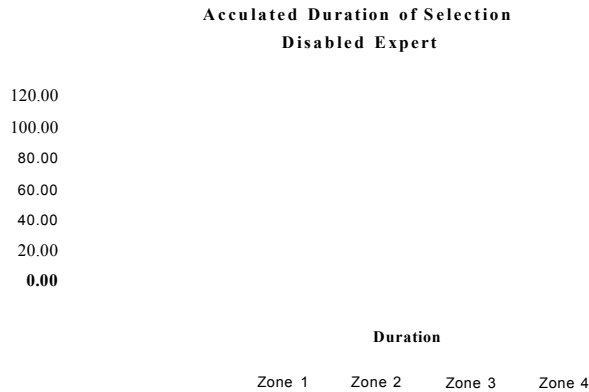 Acculated Duration of Selection
Disabled Expert
120.00
100.00
80.00
60.00
40.00
20.00
0.00
Duration
Zone 1 Zone 2 Zone 3 Zone 4